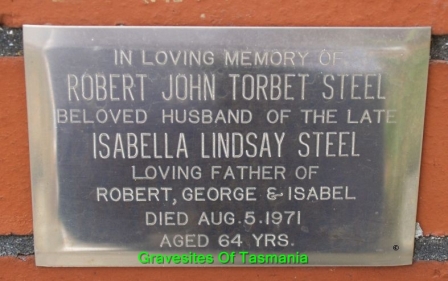 IN LOVING MEMORY OF
ROBERT JOHN TORBET STEEL
BELOVED HUSBAND OF THE LATE
ISABELLA LINDSAY STEEL
LOVING FATHER OF
ROBERT, GEORGE & ISABEL
DIED AUG. 5. 1971
AGED 64 YRS.
©
Gravesites Of Tasmania